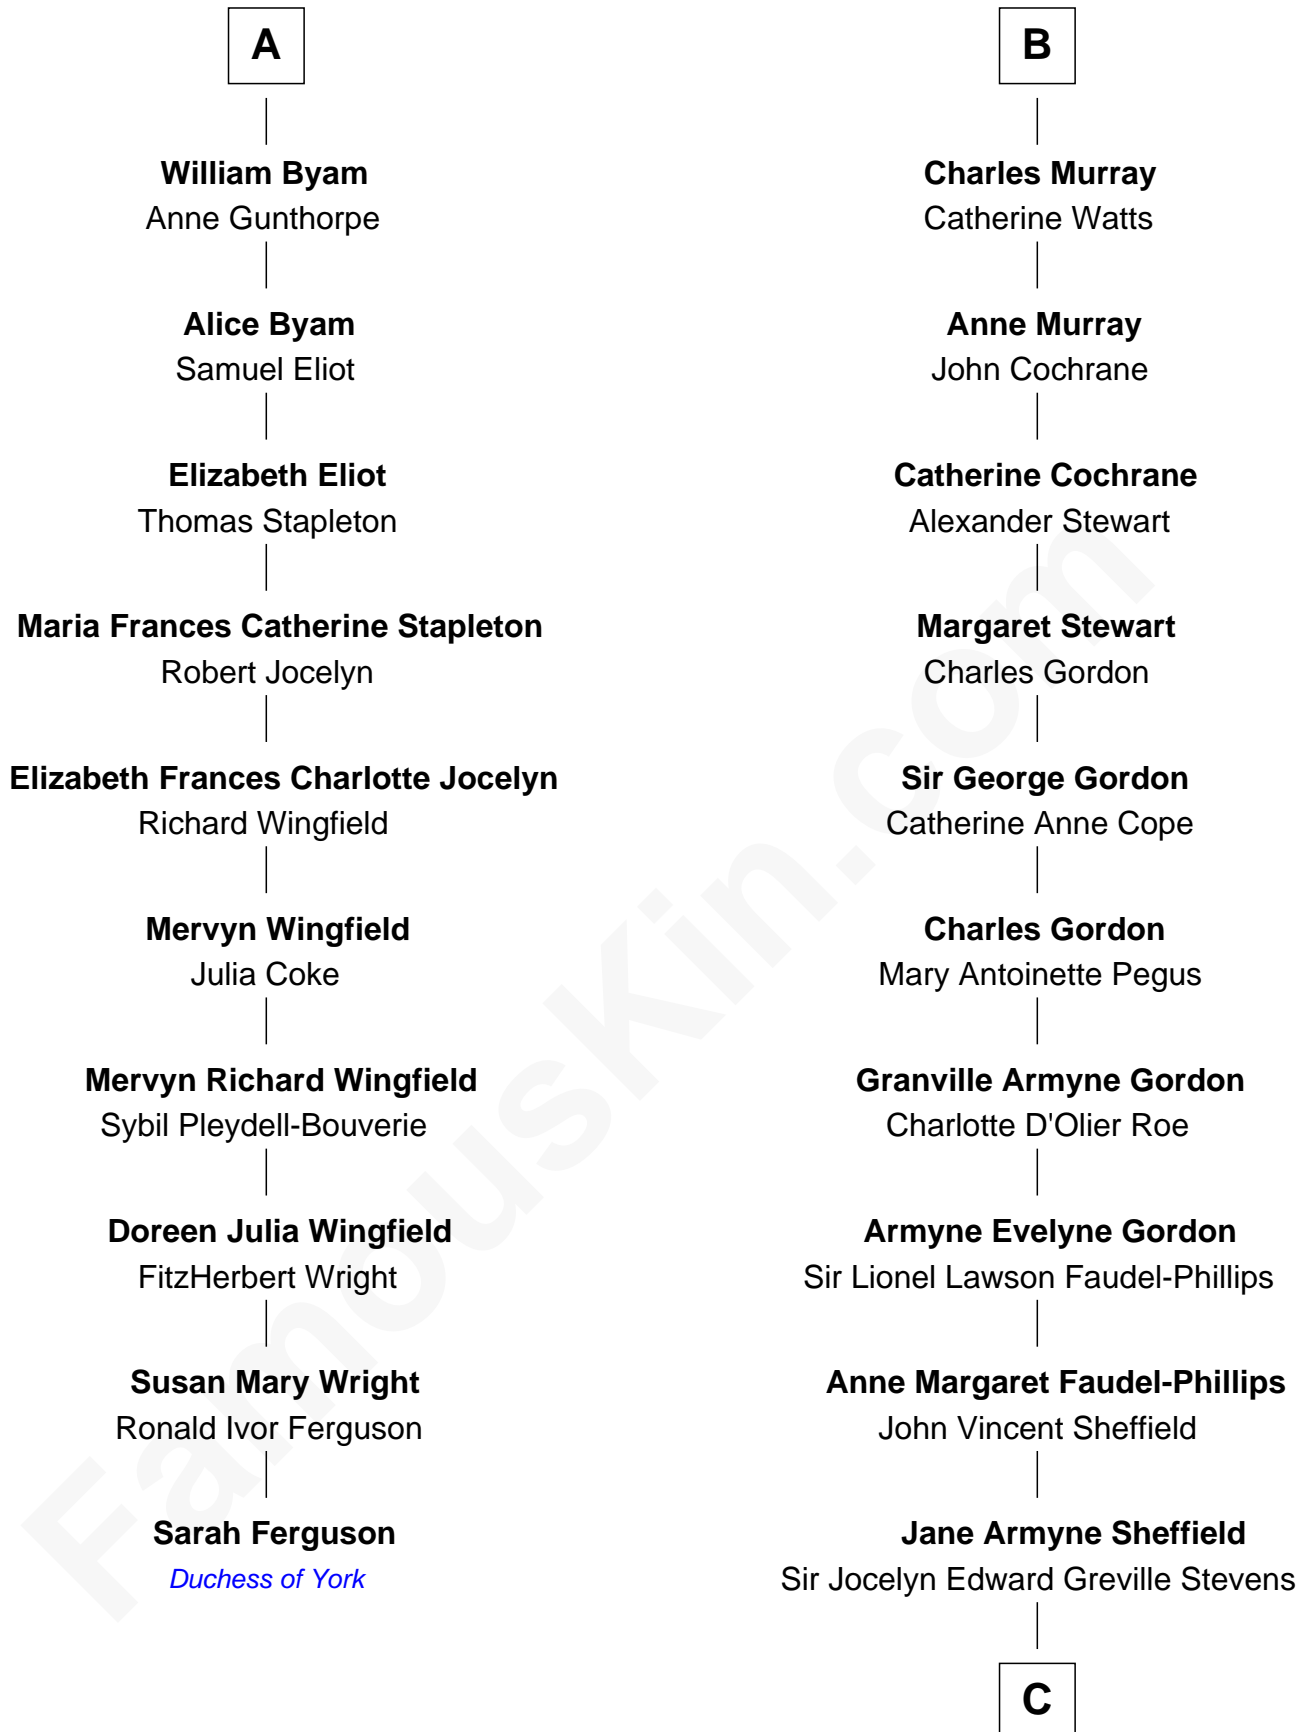 A
William Byam
Anne Gunthorpe
Alice Byam
Samuel Eliot
Elizabeth Eliot
Thomas Stapleton
Maria Frances Catherine Stapleton
Robert Jocelyn
Elizabeth Frances Charlotte Jocelyn
Richard Wingfield
Mervyn Wingfield
Julia Coke
Mervyn Richard Wingfield
Sybil Pleydell-Bouverie
Doreen Julia Wingfield
FitzHerbert Wright
Susan Mary Wright
Ronald Ivor Ferguson
Sarah Ferguson
Duchess of York
B
Charles Murray
Catherine Watts
Anne Murray
John Cochrane
Catherine Cochrane
Alexander Stewart
Margaret Stewart
Charles Gordon
Sir George Gordon
Catherine Anne Cope
Charles Gordon
Mary Antoinette Pegus
Granville Armyne Gordon
Charlotte D'Olier Roe
Armyne Evelyne Gordon
Sir Lionel Lawson Faudel-Phillips
Anne Margaret Faudel-Phillips
John Vincent Sheffield
Jane Armyne Sheffield
Sir Jocelyn Edward Greville Stevens
C
FamousKin.com